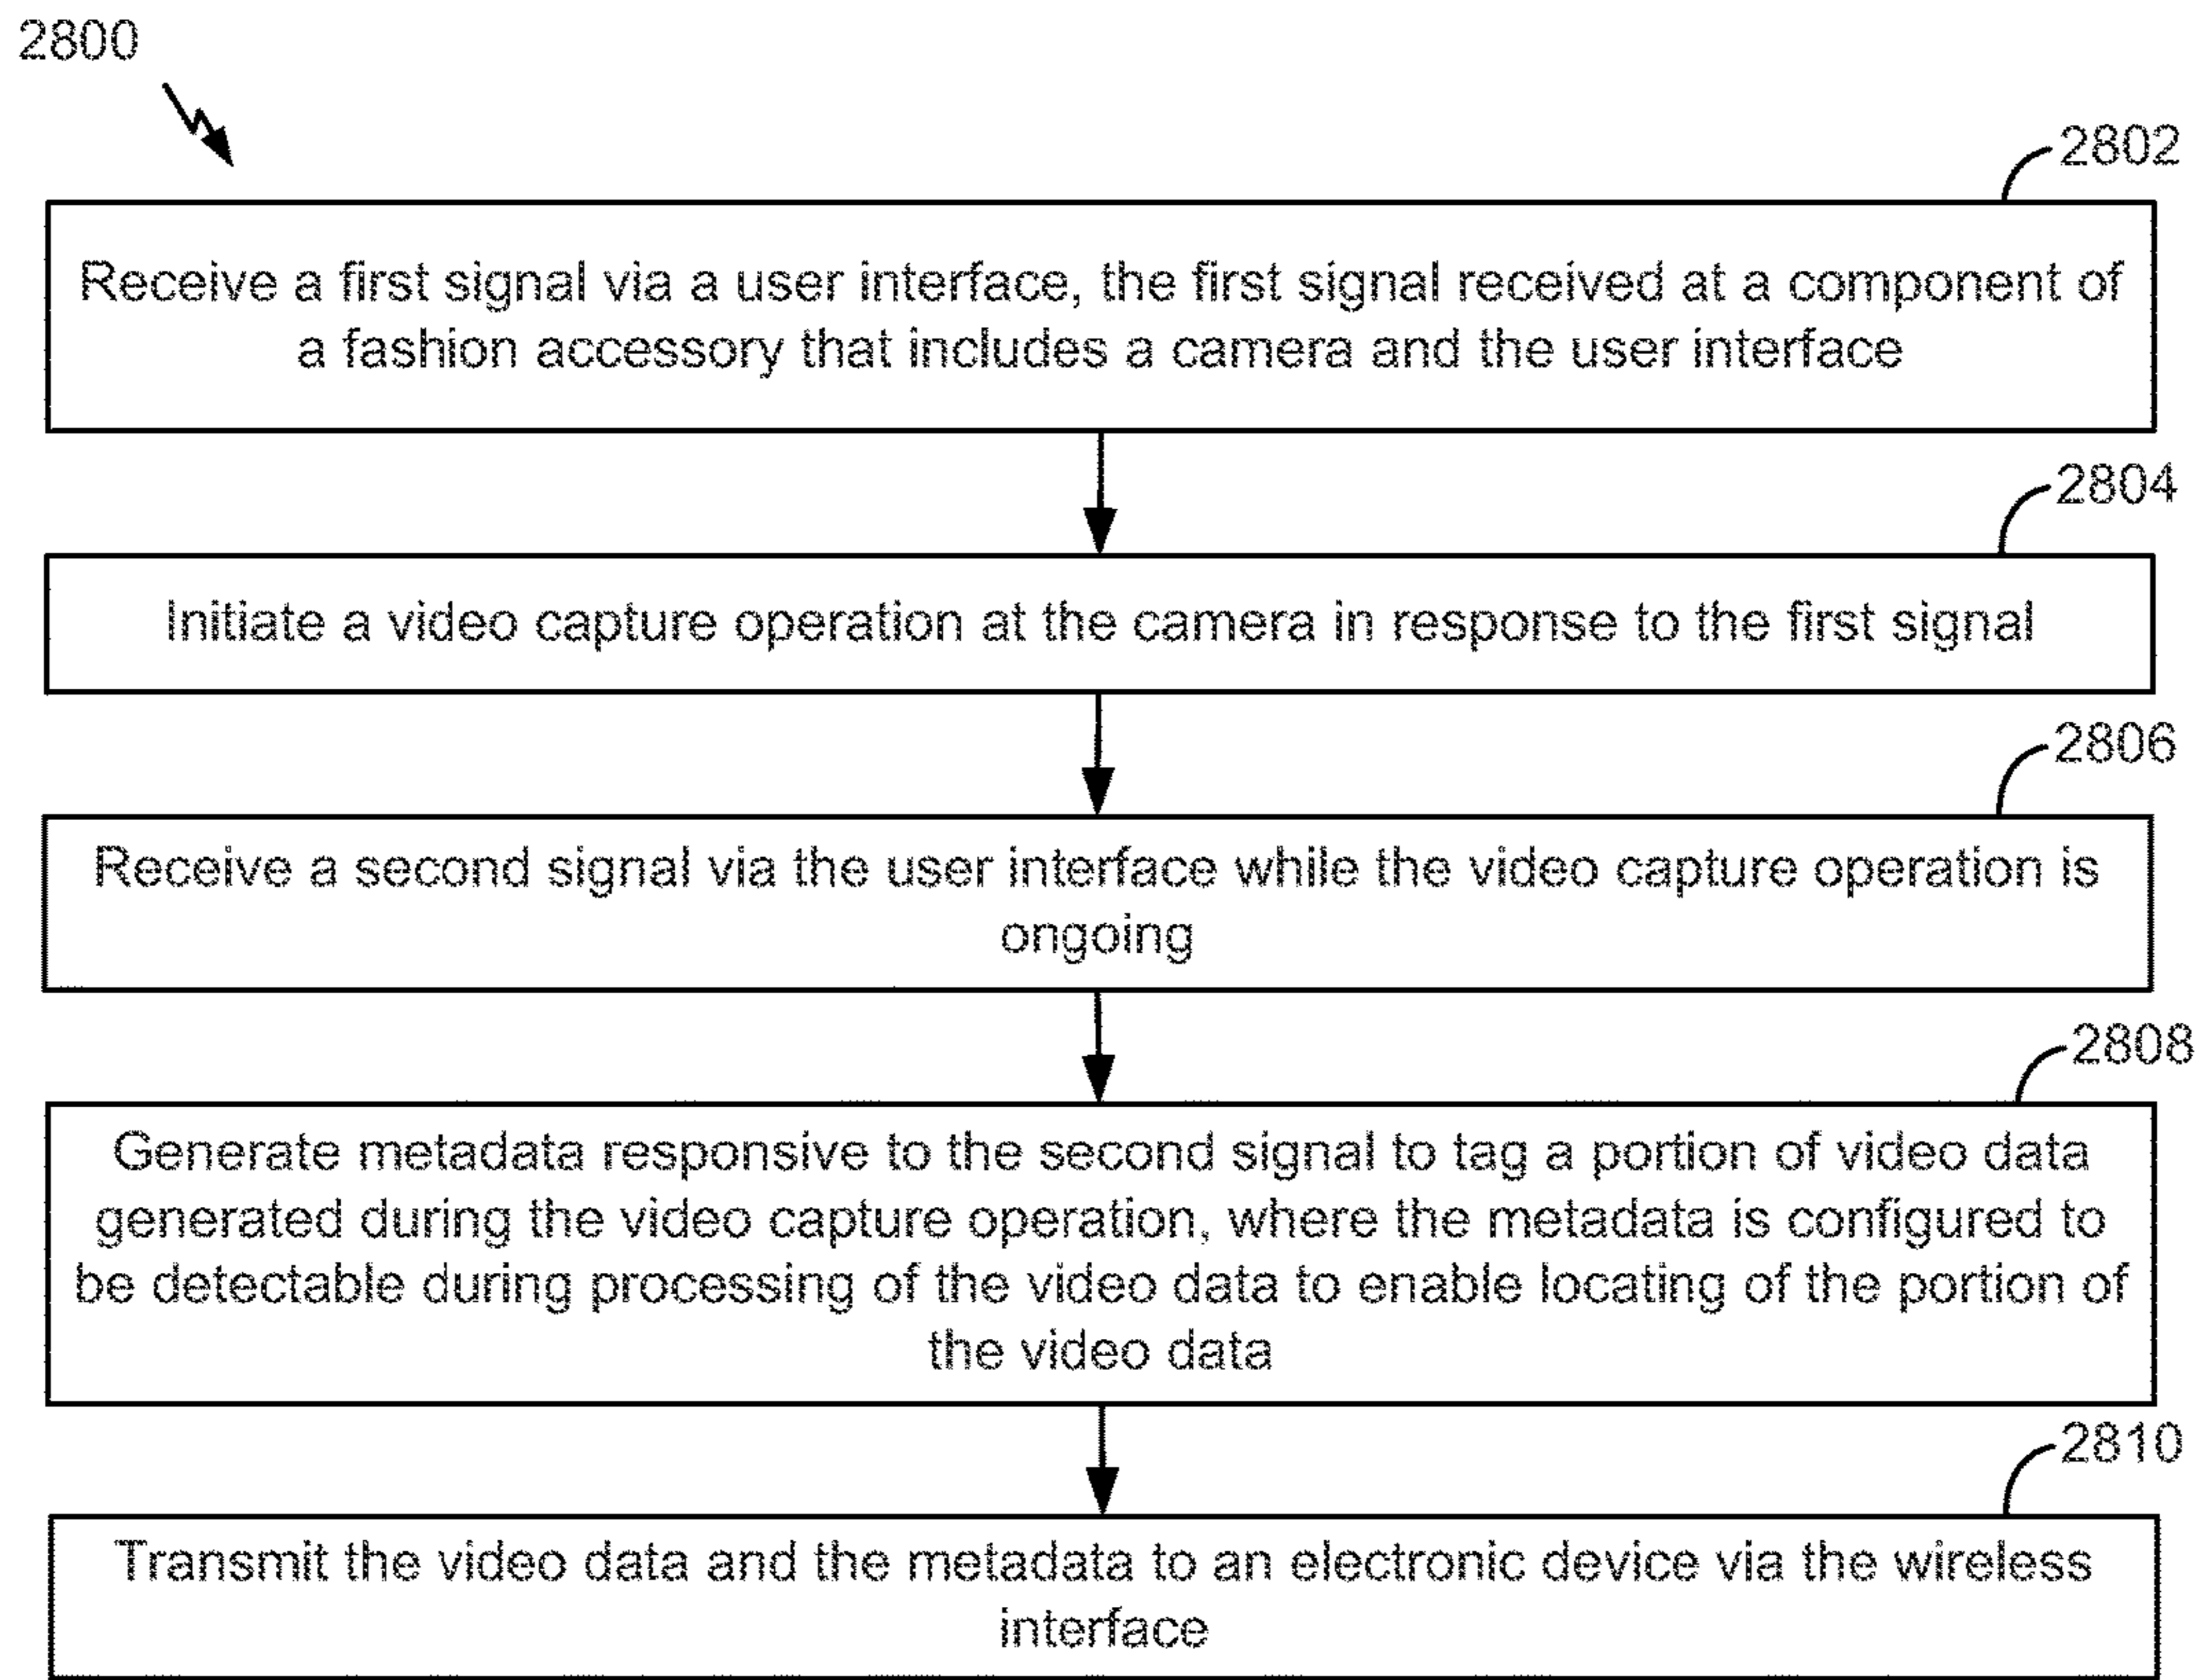 2800
2802
Receive a first signal via a user interface, the first signal received at a component of
a fashion accessory that includes a camera and the user interface
2804
Initiate a video capture operation at the camera in response to the first signal
2806
Receive a second signal via the user interface while the video capture operation is
ongoing
2808
Generate metadata responsive to the second signal to tag a portion of video data
generated during the video capture operation, where the metadata is configured to
be detectable during processing of the video data to enable locating of the portion of
the video data
2810
Transmit the video data and the metadata to an electronic device via the wireless
interface